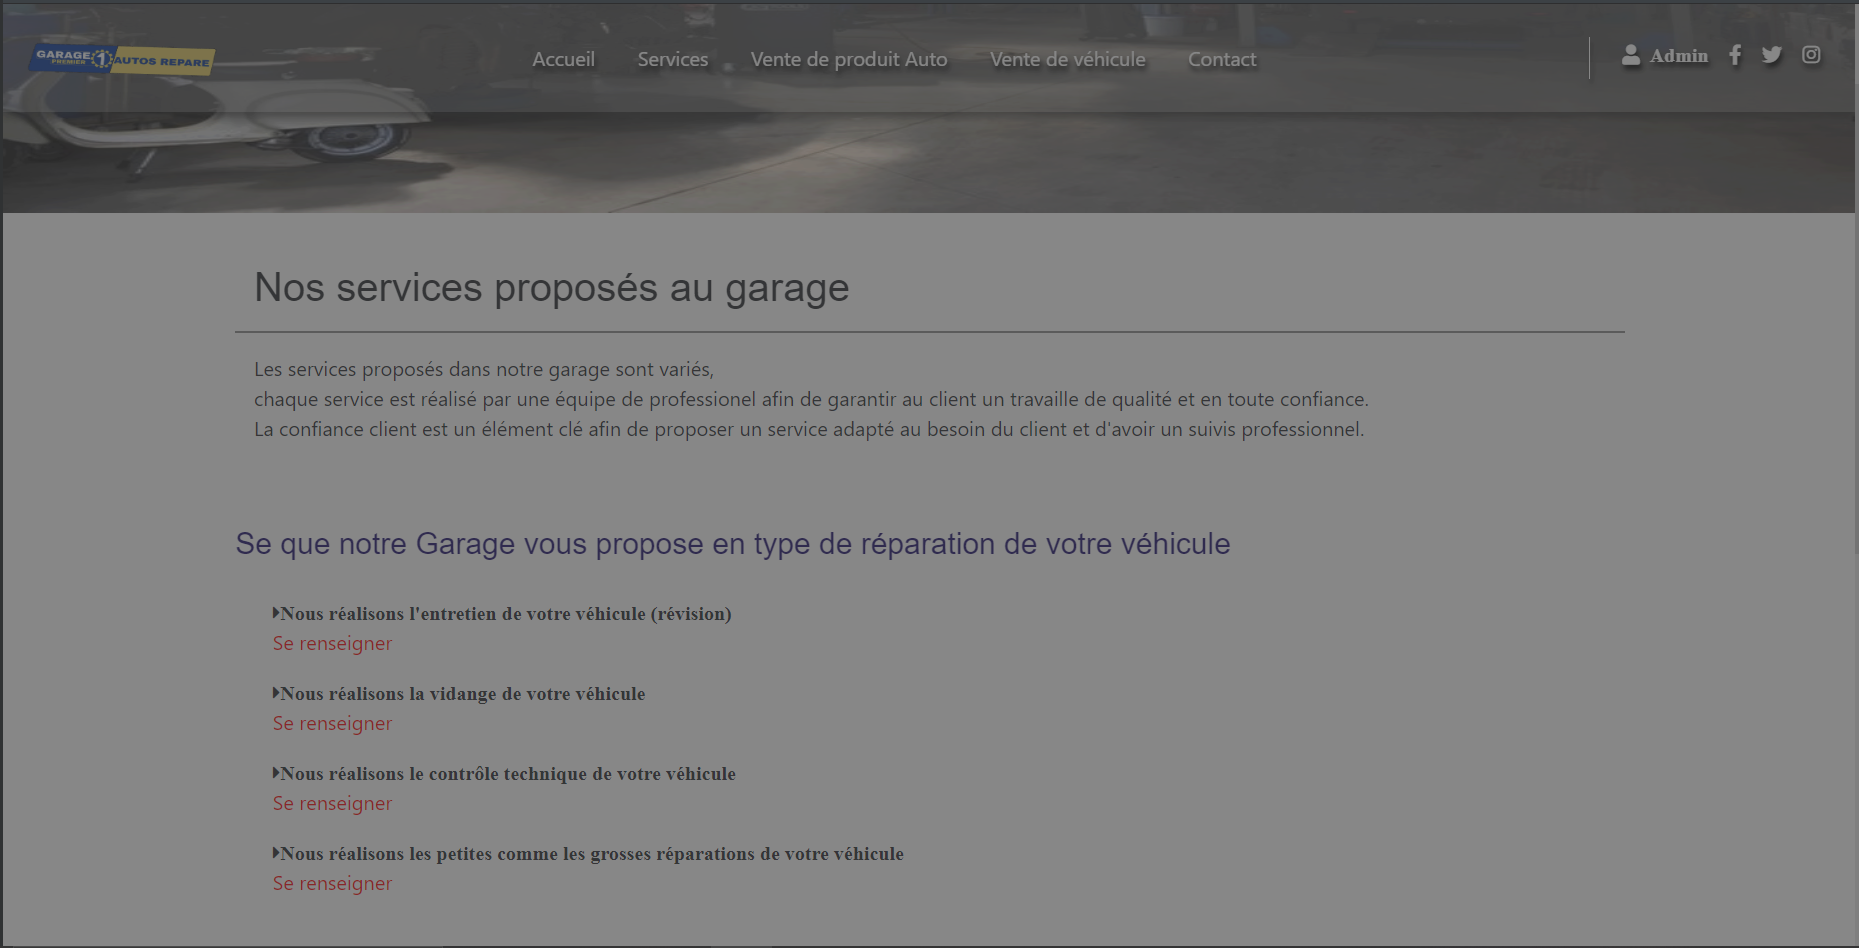 GARAGE PREMIER 1 AUTOS REPARE
Accueil Services Vente de produit Auto Vente de véhicule Contact
Admin
Nos services proposés au garage
Les services proposés dans notre garage sont variés,
chaque service est réalisé par une équipe de professionel afin de garantir au client un travaille de qualité et en toute confiance.
La confiance client est un élément clé afin de proposer un service adapté au besoin du client et d'avoir un suivis professionnel.
Se que notre Garage vous propose en type de réparation de votre véhicule
Nous réalisons l'entretien de votre véhicule (révision)
Se renseigner
Nous réalisons la vidange de votre véhicule
Se renseigner
Nous réalisons le contrôle technique de votre véhicule
Se renseigner
Nous réalisons les petites comme les grosses réparations de votre véhicule
Se renseigner